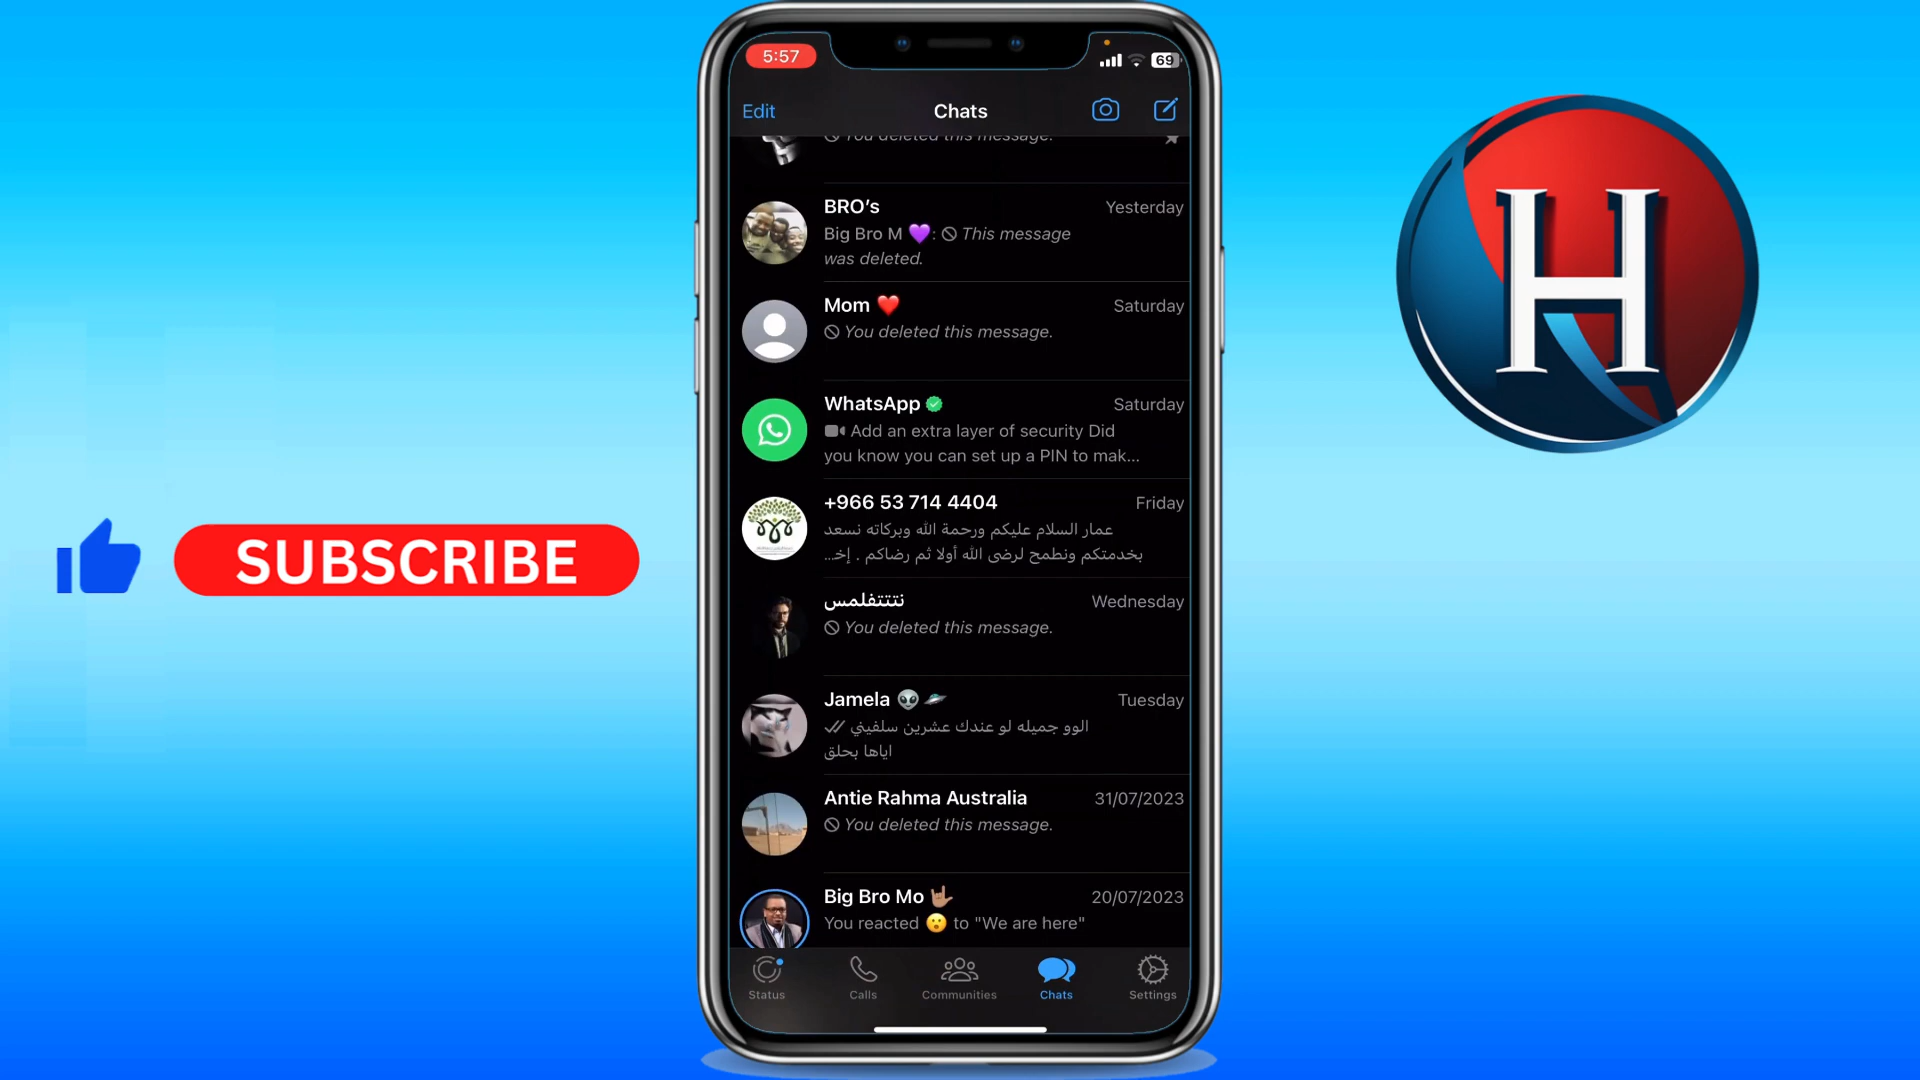 5:57
69
Edit
Chats
You deleted this message.
BRO's
Yesterday
Big Bro M 💜: This message
was deleted.
Mom ❤️
Saturday
You deleted this message.
WhatsApp
Saturday
Add an extra layer of security Did
you know you can set up a PIN to mak...
+966 53 714 4404
Friday
عمار السلام عليكم ورحمة الله وبركاته نسعد
بخدمتكم ونطمح لرضى الله أولا ثم رضاكم . إخـ...
نتتتفلمس
Wednesday
You deleted this message.
Jamela 👽 🛸
Tuesday
الوو جميله لو عندك عشرين سلفيني
اياها بحلق
Antie Rahma Australia
31/07/2023
You deleted this message.
Big Bro Mo 🤟🏽
20/07/2023
You reacted 😮 to "We are here"
Status
Calls
Communities
Chats
Settings
SUBSCRIBE
H